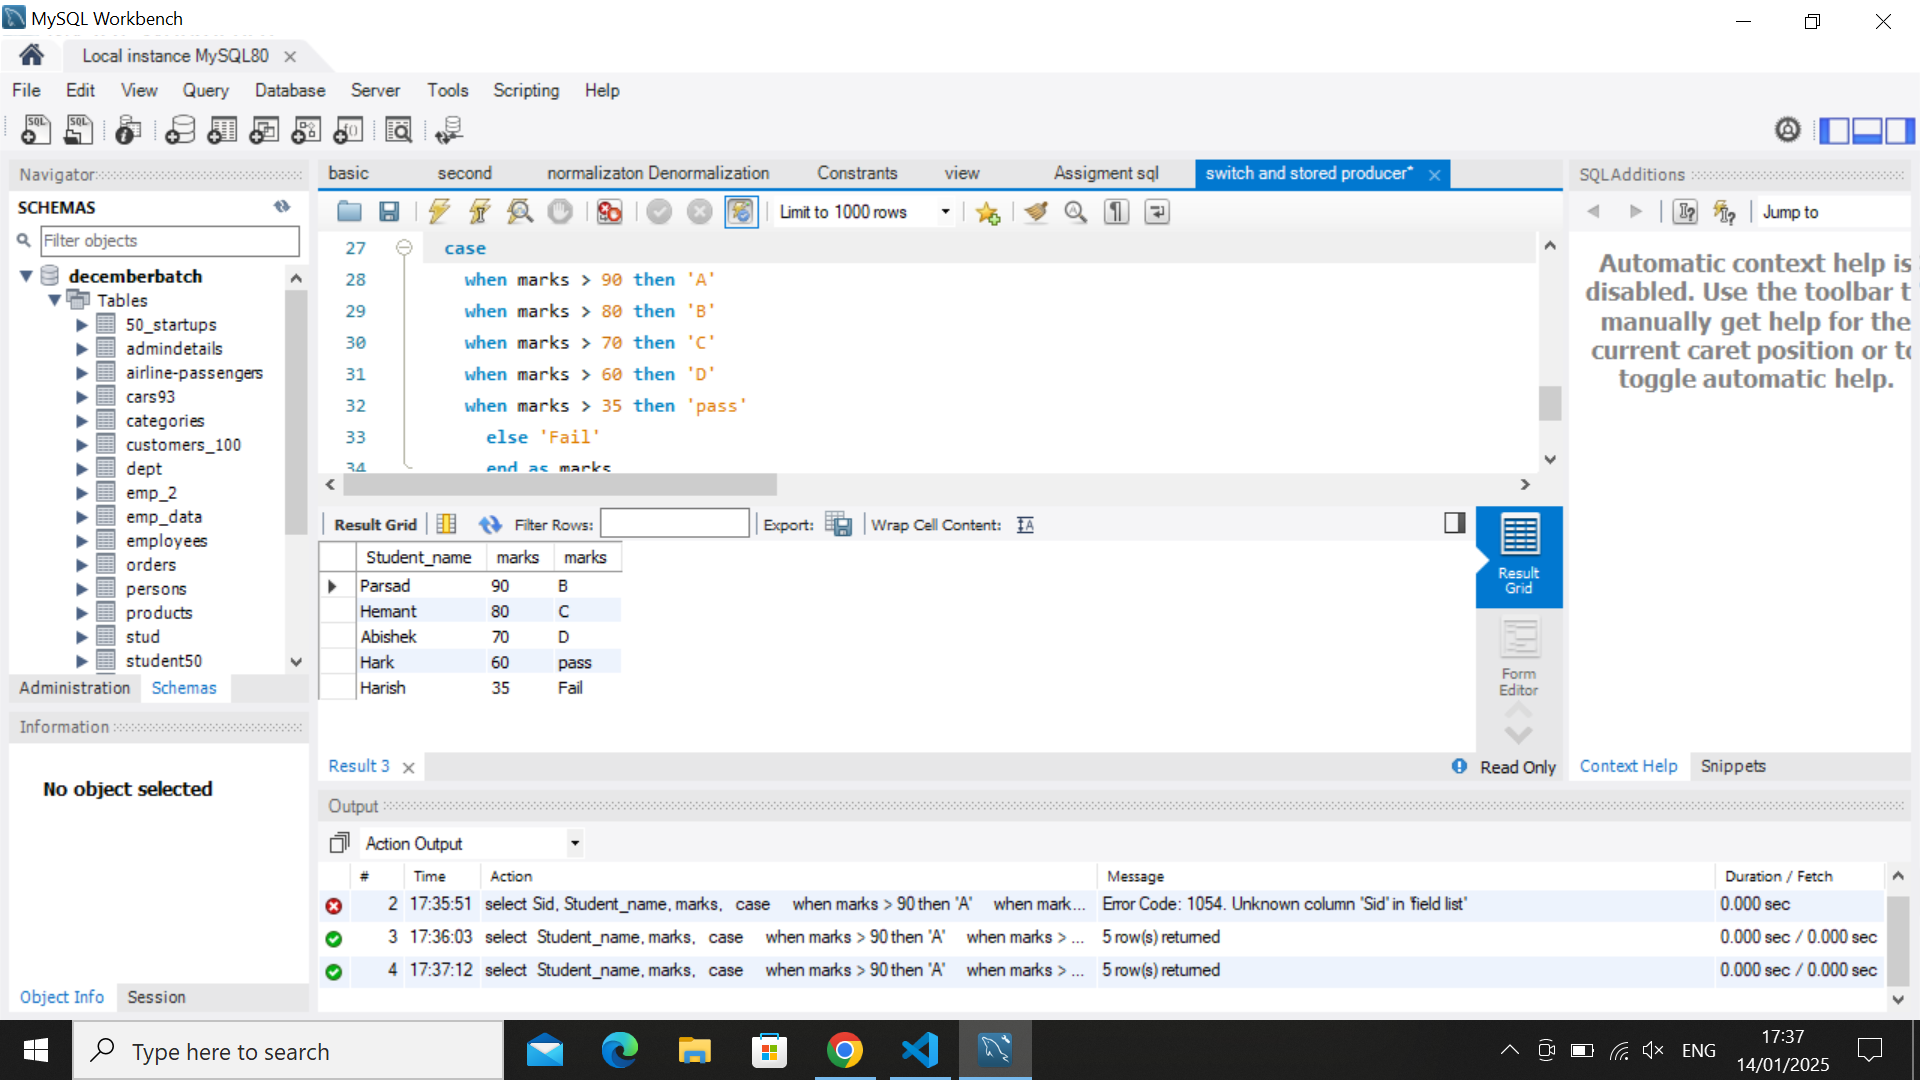 MySQL Workbench
Local instance MySQL80
File Edit View Query Database Server Tools Scripting Help
Navigator
SCHEMAS
Filter objects
decemberbatch
Tables
50_startups
admindetails
airline-passengers
cars93
categories
customers_100
dept
emp_2
emp_data
employees
orders
persons
products
stud
student50
Administration Schemas
Information
No object selected
Object Info Session
basic second normalizaton Denormalization Constrants view Assigment sql switch and stored producer*
Limit to 1000 rows
27 case
28 when marks > 90 then 'A'
29 when marks > 80 then 'B'
30 when marks > 70 then 'C'
31 when marks > 60 then 'D'
32 when marks > 35 then 'pass'
33 else 'Fail'
34 end as marks
Result Grid Filter Rows: Export: Wrap Cell Content:
Student_name marks marks
Parsad 90 B
Hemant 80 C
Abishek 70 D
Hark 60 pass
Harish 35 Fail
Result
Grid
Form
Editor
Result 3
Read Only
SQLAdditions
Jump to
Automatic context help is
disabled. Use the toolbar t
manually get help for the
current caret position or to
toggle automatic help.
Context Help Snippets
Output
Action Output
# Time Action Message Duration / Fetch
2 17:35:51 select Sid, Student_name, marks, case when marks > 90 then 'A' when mark... Error Code: 1054. Unknown column 'Sid' in 'field list' 0.000 sec
3 17:36:03 select Student_name, marks, case when marks > 90 then 'A' when marks > ... 5 row(s) returned 0.000 sec / 0.000 sec
4 17:37:12 select Student_name, marks, case when marks > 90 then 'A' when marks > ... 5 row(s) returned 0.000 sec / 0.000 sec
Type here to search
ENG
17:37
14/01/2025